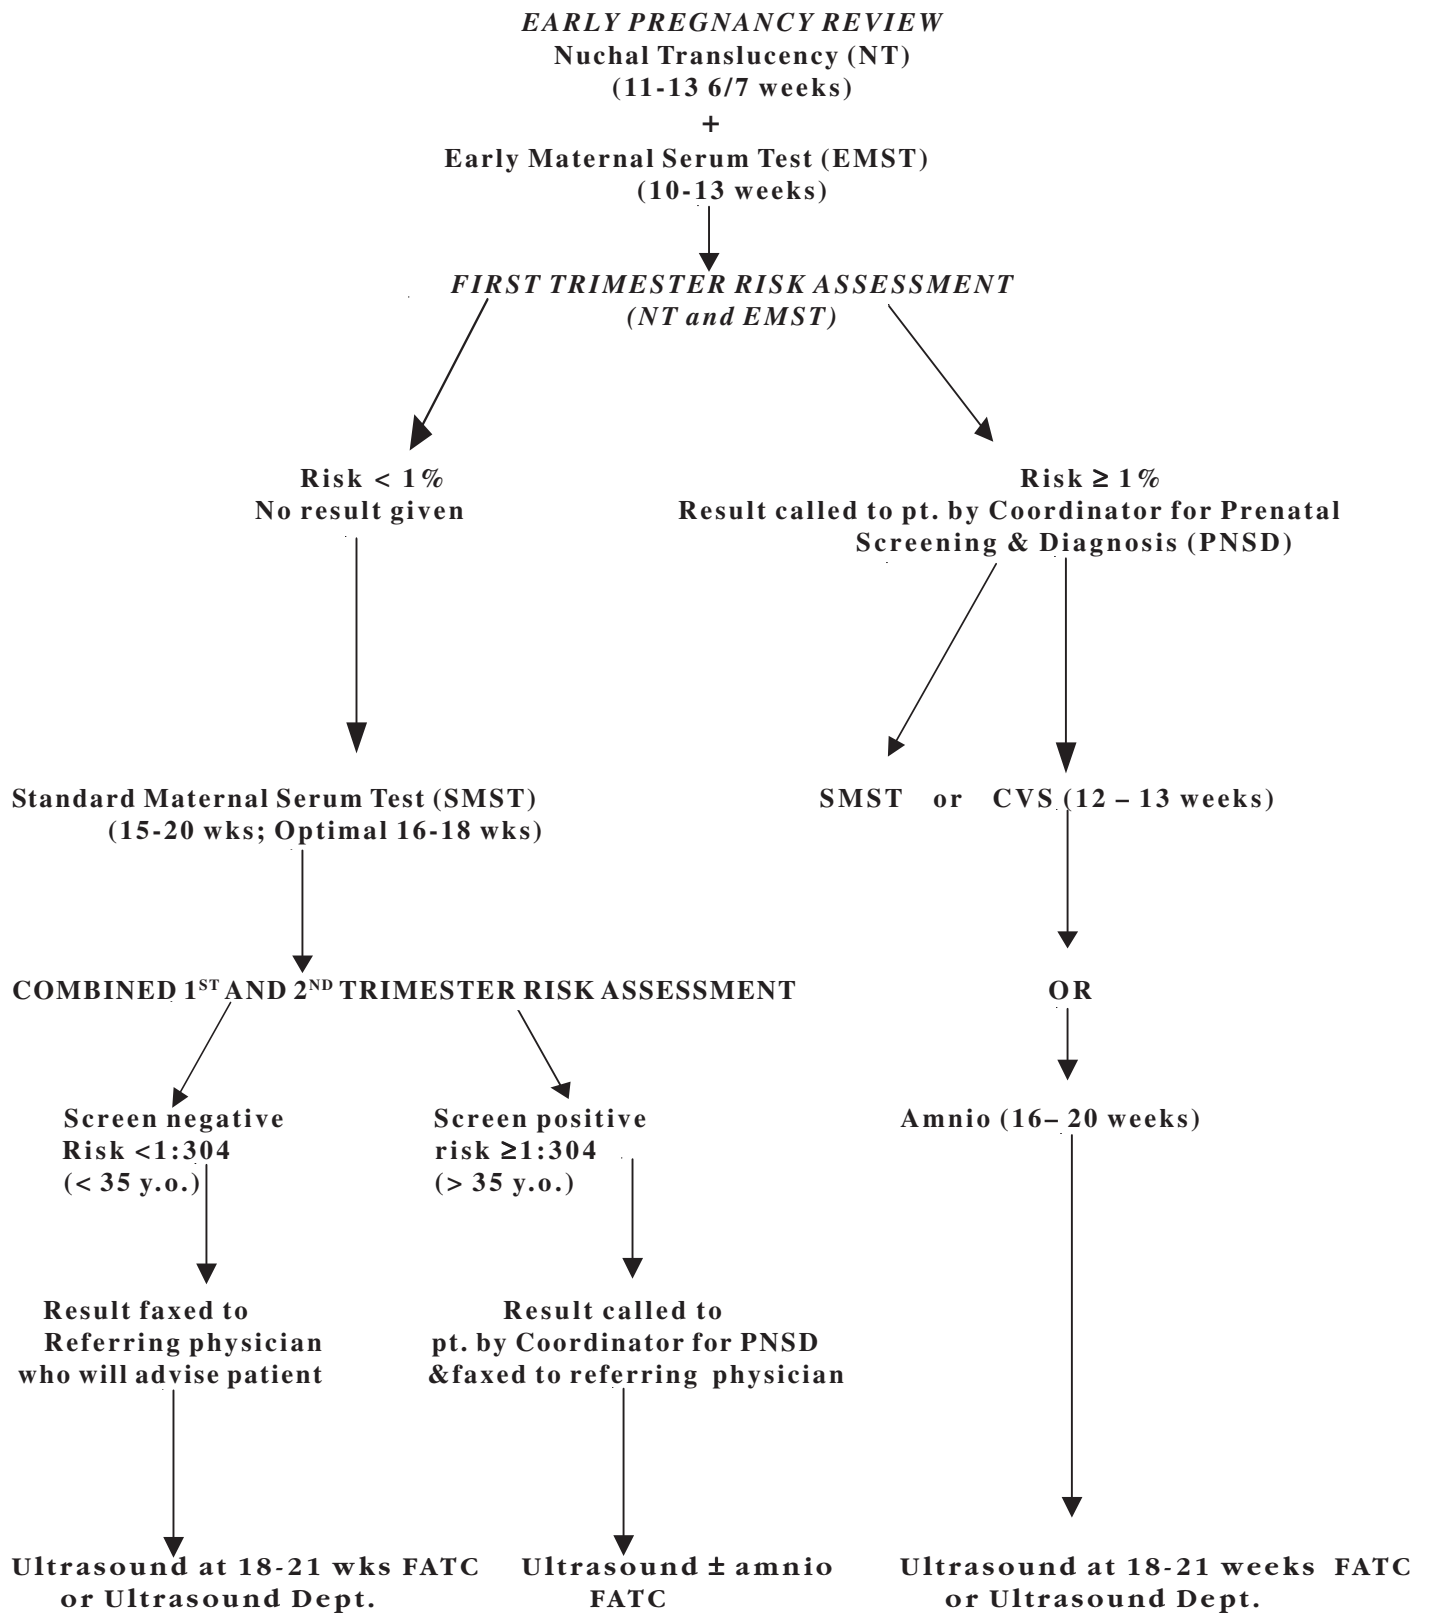 EARLY PREGNANCY REVIEW
Nuchal Translucency (NT)
(11-13 6/7 weeks)
+
Early Maternal Serum Test (EMST)
(10-13 weeks)
FIRST TRIMESTER RISK ASSESSMENT
(NT and EMST)
Risk < 1%
No result given
Risk ≥ 1%
Result called to pt. by Coordinator for Prenatal
Screening & Diagnosis (PNSD)
Standard Maternal Serum Test (SMST)
(15-20 wks; Optimal 16-18 wks)
SMST or CVS (12 – 13 weeks)
COMBINED 1ST AND 2ND TRIMESTER RISK ASSESSMENT
OR
Screen negative
Risk <1:304
(< 35 y.o.)
Screen positive
risk ≥1:304
(> 35 y.o.)
Amnio (16– 20 weeks)
Result faxed to
Referring physician
who will advise patient
Result called to
pt. by Coordinator for PNSD
&faxed to referring physician
Ultrasound at 18-21 wks FATC
or Ultrasound Dept.
Ultrasound ± amnio
FATC
Ultrasound at 18-21 weeks FATC
or Ultrasound Dept.